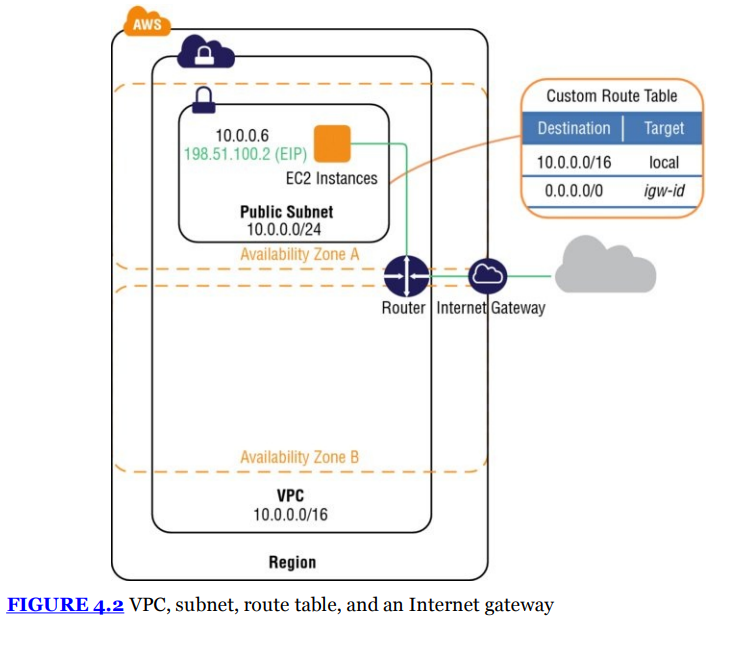 AWS
Custom Route Table
Destination Target
10.0.0.0/16 local
0.0.0.0/0 igw-id
10.0.0.6
198.51.100.2 (EIP)
EC2 Instances
Public Subnet
10.0.0.0/24
Availability Zone A
Router
Internet Gateway
Availability Zone B
VPC
10.0.0.0/16
Region
FIGURE 4.2 VPC, subnet, route table, and an Internet gateway